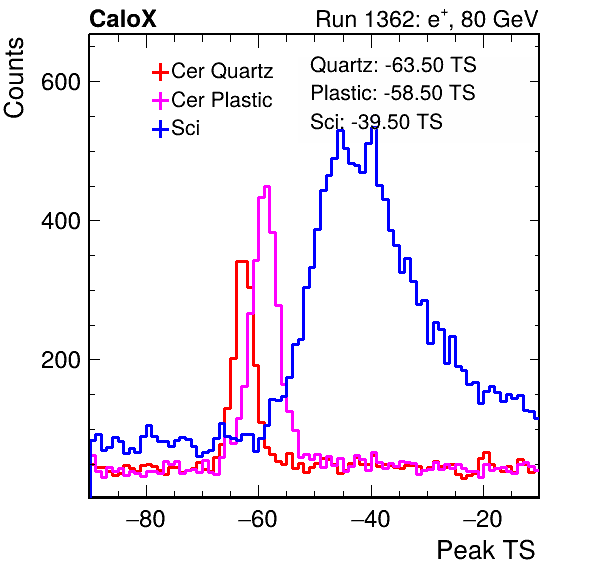 CaloX Run 1362: e⁺, 80 GeV
Counts
600
400
200
Cer Quartz
Cer Plastic
Sci
Quartz: -63.50 TS
Plastic: -58.50 TS
Sci: -39.50 TS
−80 −60 −40 −20
Peak TS